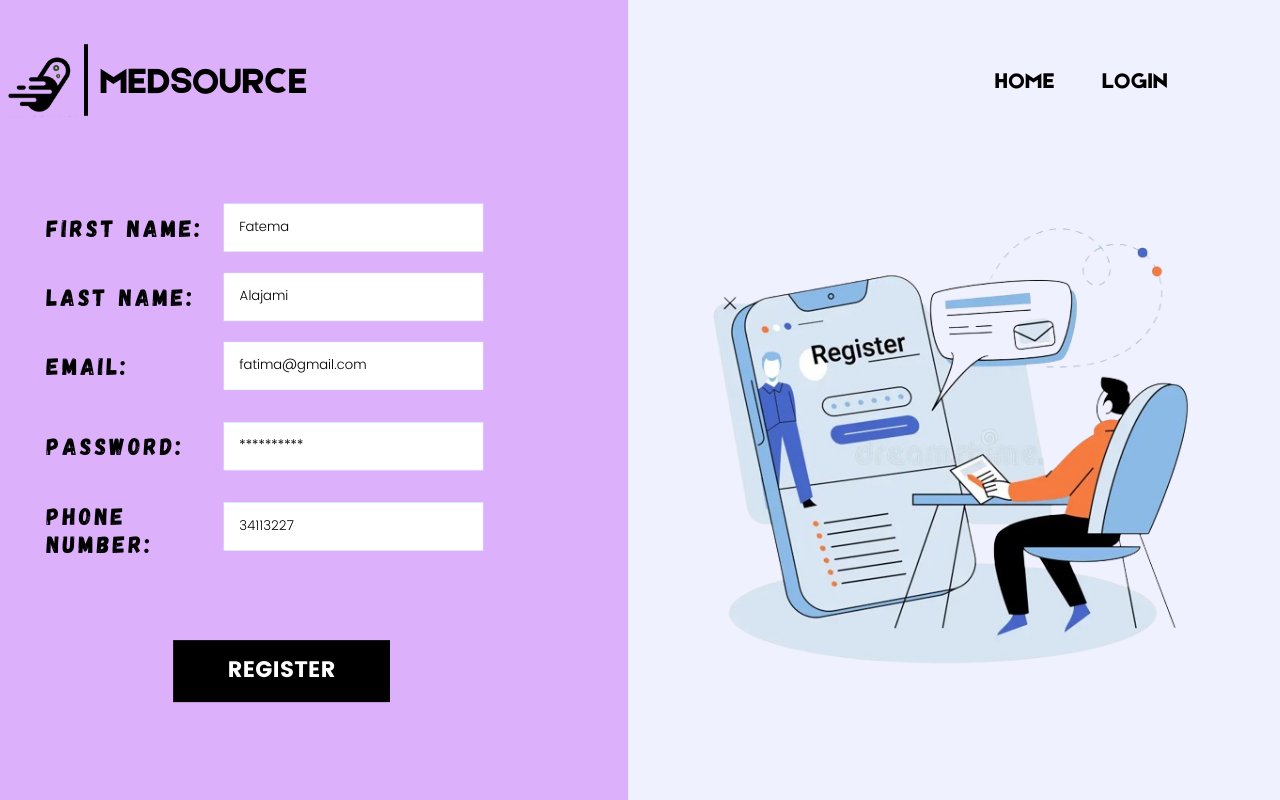 MEDSOURCE
HOME LOGIN
FIRST NAME: Fatema
LAST NAME: Alajami
EMAIL: fatima@gmail.com
PASSWORD: **********
PHONE
NUMBER: 34113227
REGISTER
Register
dreamstime.